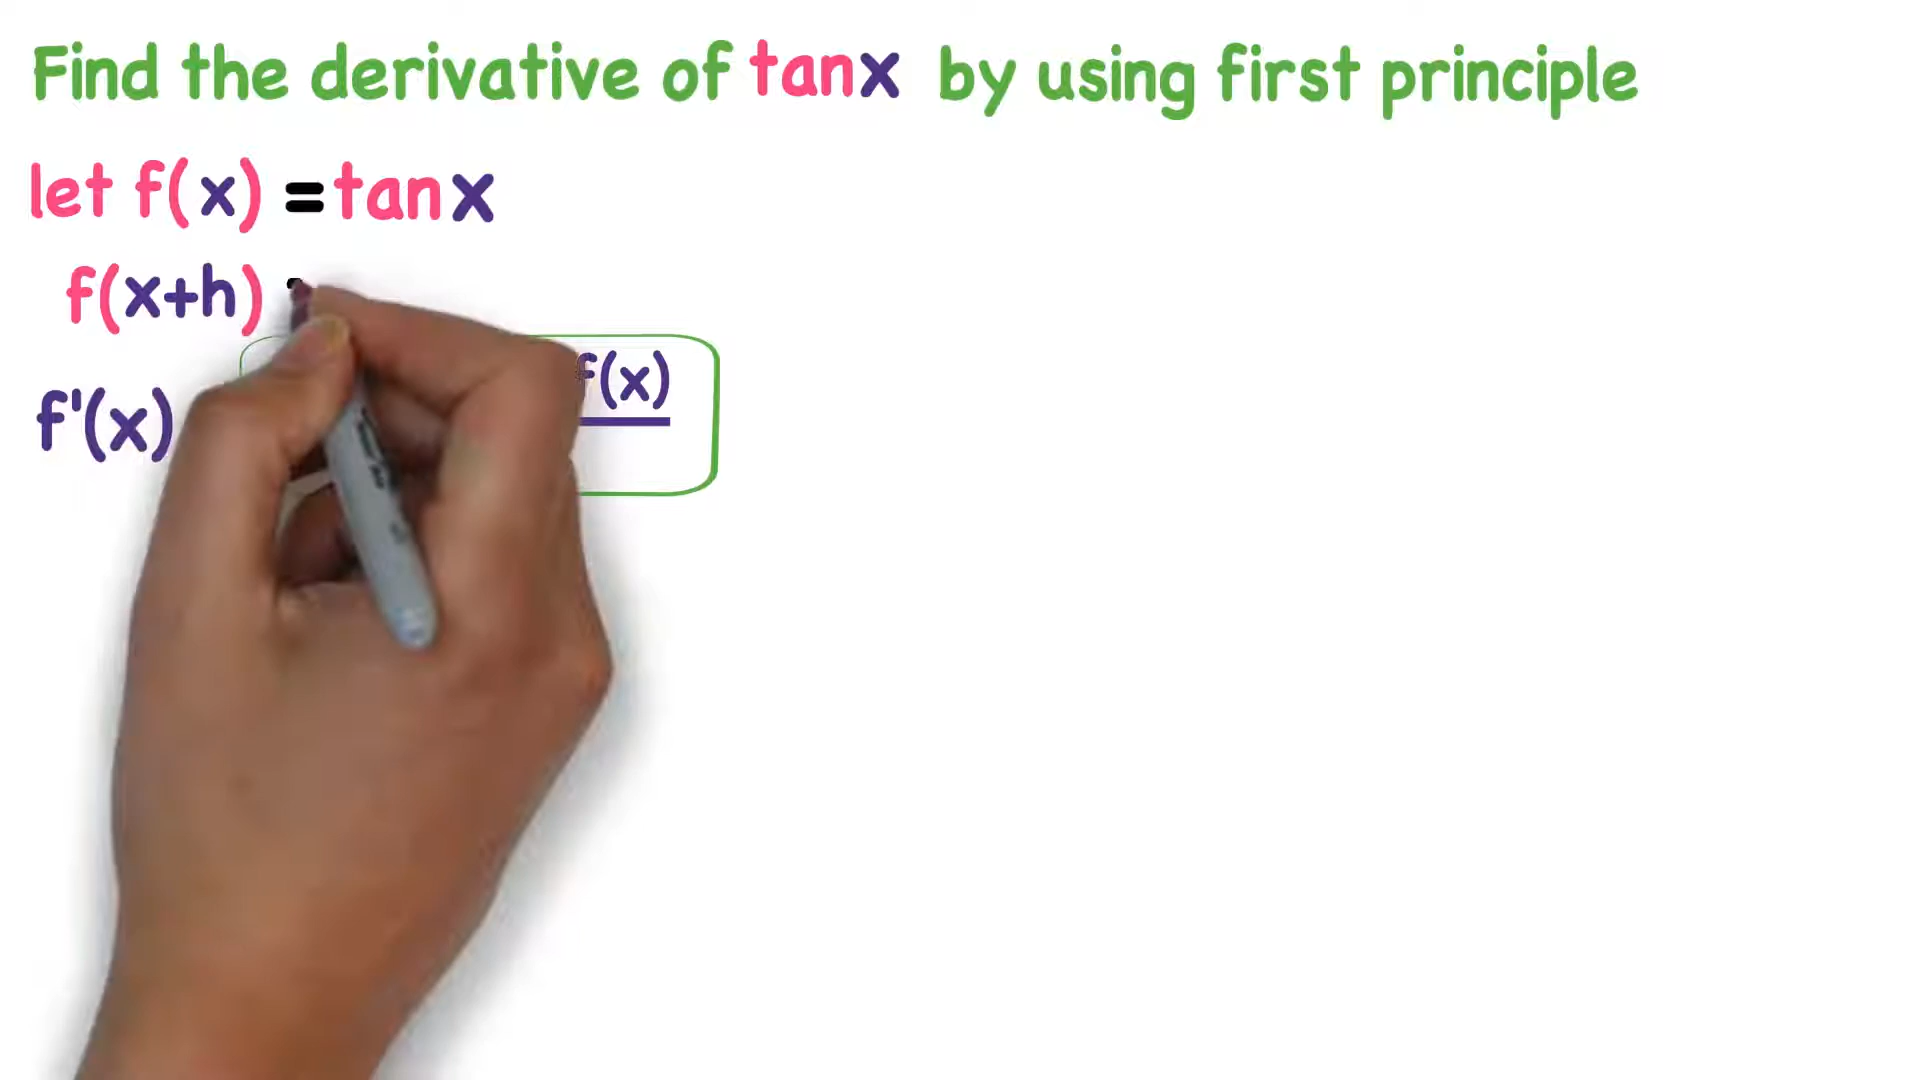 Find the derivative of tanx by using first principle
let f(x) = tanx
f(x+h)
f'(x) f(x)